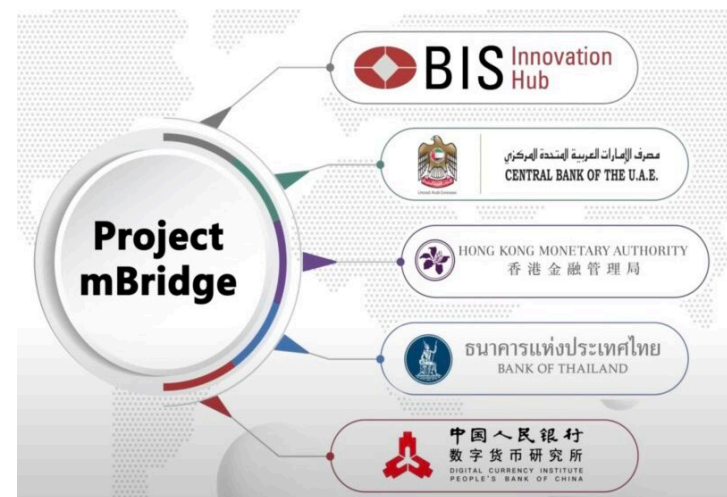 Project
mBridge
BIS Innovation
Hub
مصرف الإمارات العربية المتحدة المركزي
CENTRAL BANK OF THE U.A.E.
United Arab Emirates
HONG KONG MONETARY AUTHORITY
香港金融管理局
ธนาคารแห่งประเทศไทย
BANK OF THAILAND
中国人民银行
数字货币研究所
DIGITAL CURRENCY INSTITUTE
PEOPLE'S BANK OF CHINA